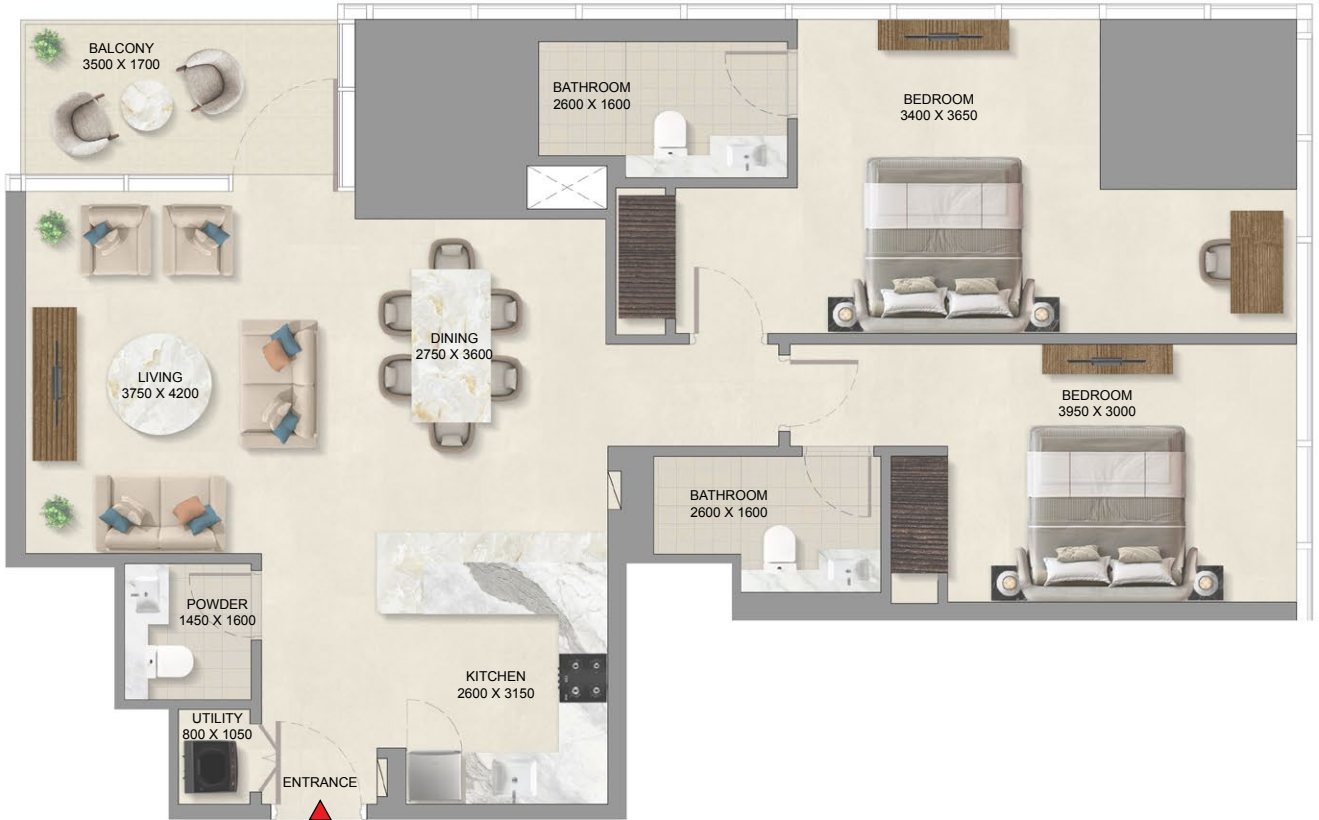 BALCONY
3500 X 1700
BATHROOM
2600 X 1600
BEDROOM
3400 X 3650
DINING
2750 X 3600
LIVING
3750 X 4200
BEDROOM
3950 X 3000
BATHROOM
2600 X 1600
POWDER
1450 X 1600
KITCHEN
2600 X 3150
UTILITY
800 X 1050
ENTRANCE